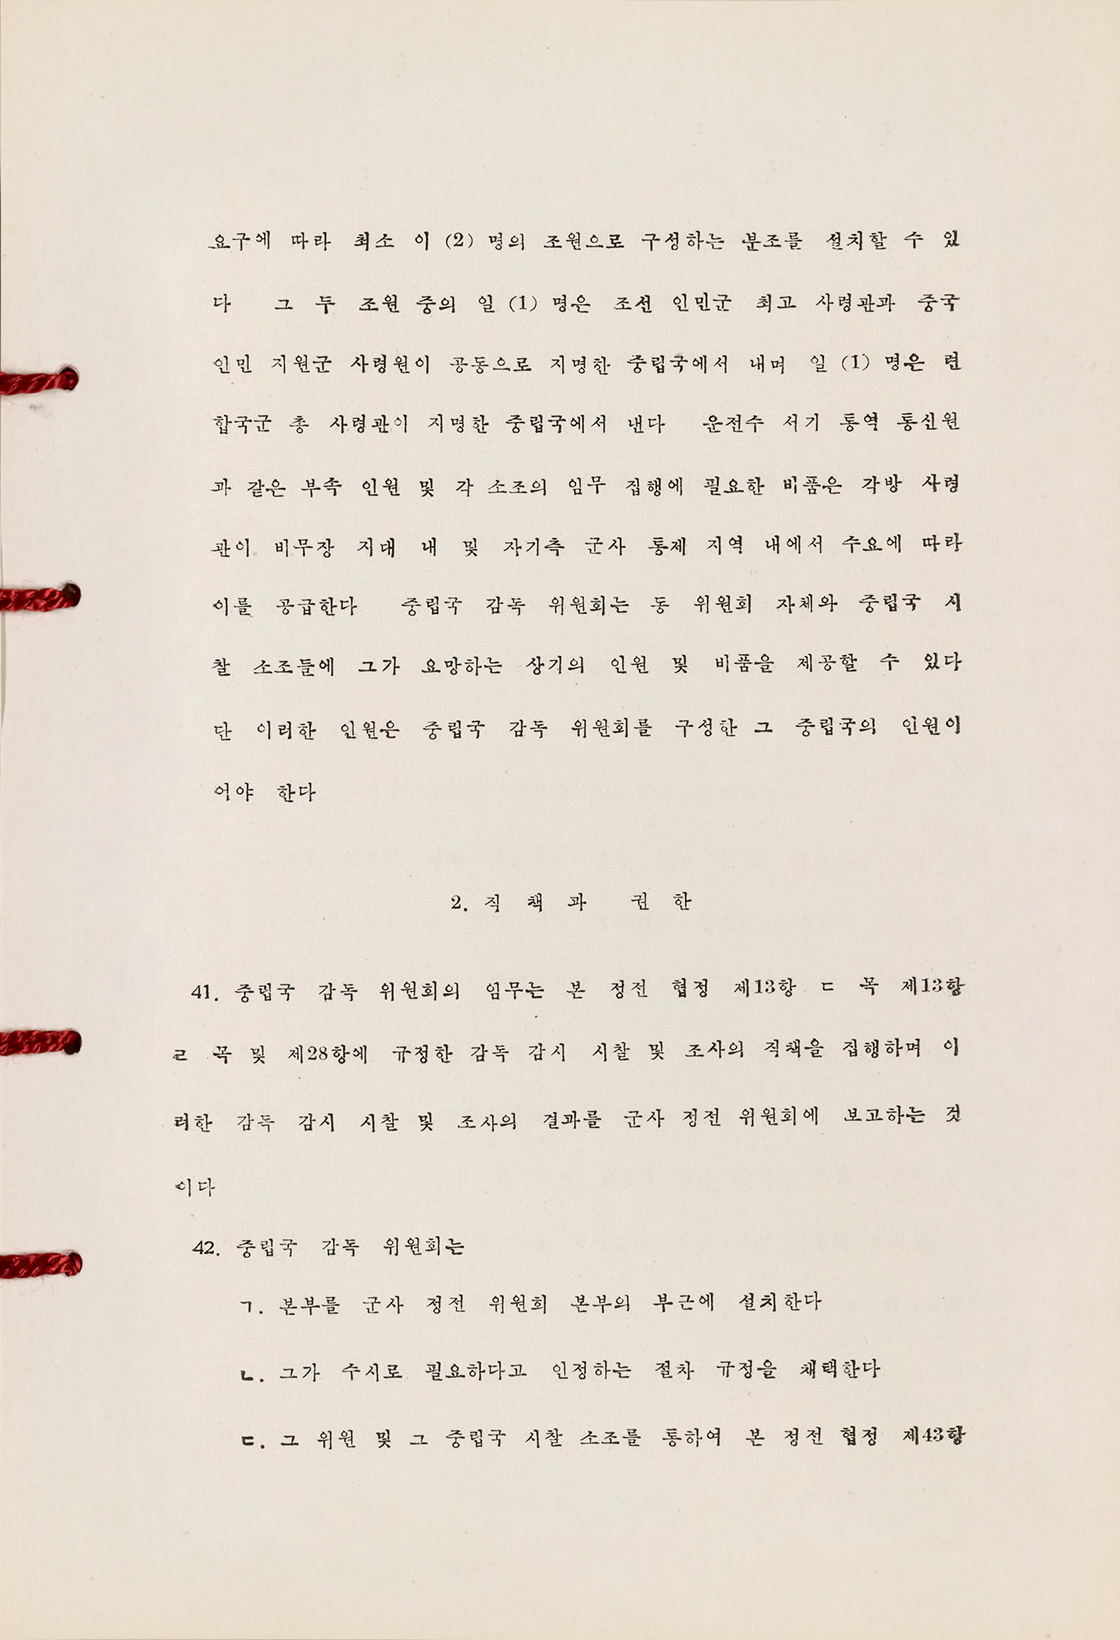 요구에 따라 최소 이 (2) 명의 조원으로 구성하는 분조를 설치할 수 있
다 그 두 조원 중의 일 (1) 명은 조선 인민군 최고 사령관과 중국
인민 지원군 사령원이 공동으로 지명한 중립국에서 내며 일 (1) 명은 련
합국군 총 사령관이 지명한 중립국에서 낸다 운전수 서기 통역 통신원
과 같은 부속 인원 및 각 소조의 임무 집행에 필요한 비품은 각방 사령
관이 비무장 지대 내 및 자기측 군사 통제 지역 내에서 수요에 따라
이를 공급한다 중립국 감독 위원회는 동 위원회 자체와 중립국 시
찰 소조들에 그가 요망하는 상기의 인원 및 비품을 제공할 수 있다
단 이러한 인원은 중립국 감독 위원회를 구성한 그 중립국의 인원이
어야 한다
2. 직 책 과 권 한
41. 중립국 감독 위원회의 임무는 본 정전 협정 제13항 ㄷ 목 제13항
ㄹ 목 및 제28항에 규정한 감독 감시 시찰 및 조사의 직책을 집행하며 이
러한 감독 감시 시찰 및 조사의 결과를 군사 정전 위원회에 보고하는 것
이다
42. 중립국 감독 위원회는
ㄱ. 본부를 군사 정전 위원회 본부의 부근에 설치한다
ㄴ. 그가 수시로 필요하다고 인정하는 절차 규정을 채택한다
ㄷ. 그 위원 및 그 중립국 시찰 소조를 통하여 본 정전 협정 제43항